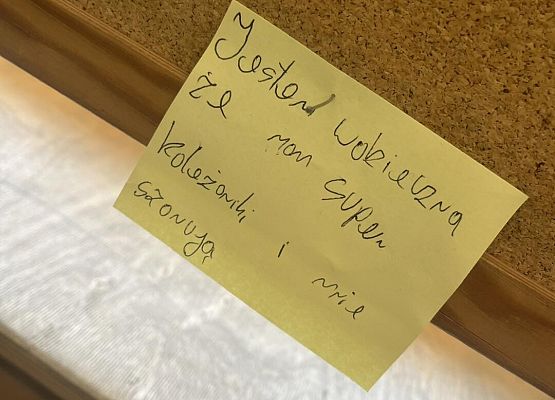 Jestem wdzięczna
że mam super
koleżanki i mnie
szanują